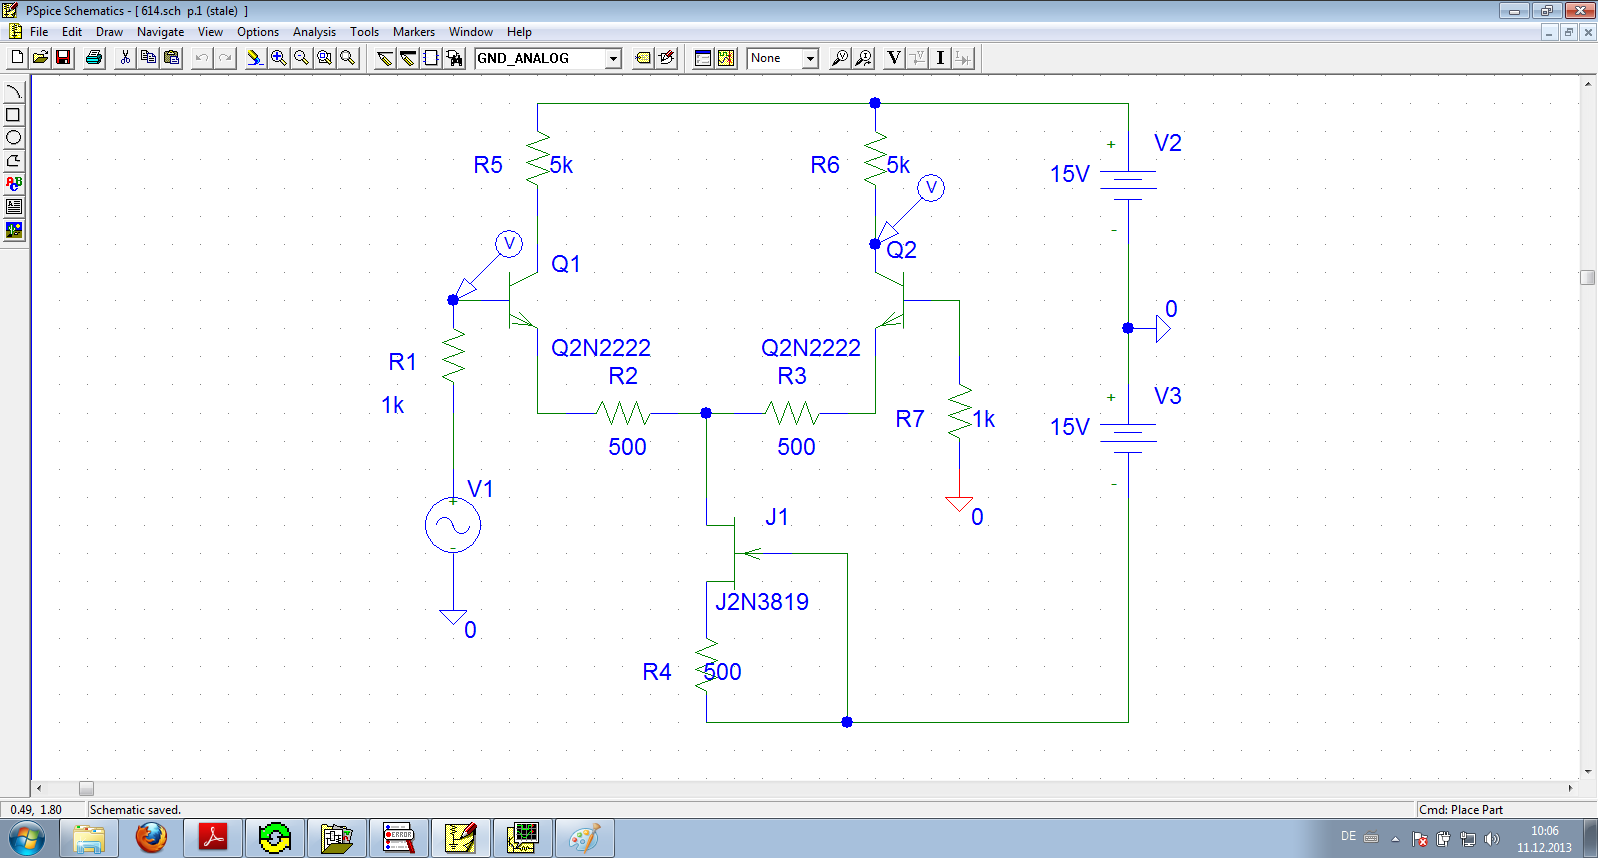 PSpice Schematics - [ 614.sch  p.1 (stale)  ]
File Edit Draw Navigate View Options Analysis Tools Markers Window Help
GND_ANALOG
None
V
I
ABC
R5
5k
R6
5k
V
+
V2
15V
-
V
Q1
Q2
0
R1
1k
Q2N2222
Q2N2222
R2
R3
500
500
R7
1k
+
V3
15V
-
V1
+
-
0
J1
0
J2N3819
R4
500
0.49, 1.80
Schematic saved.
Cmd: Place Part
ERROR
DE
10:06
11.12.2013